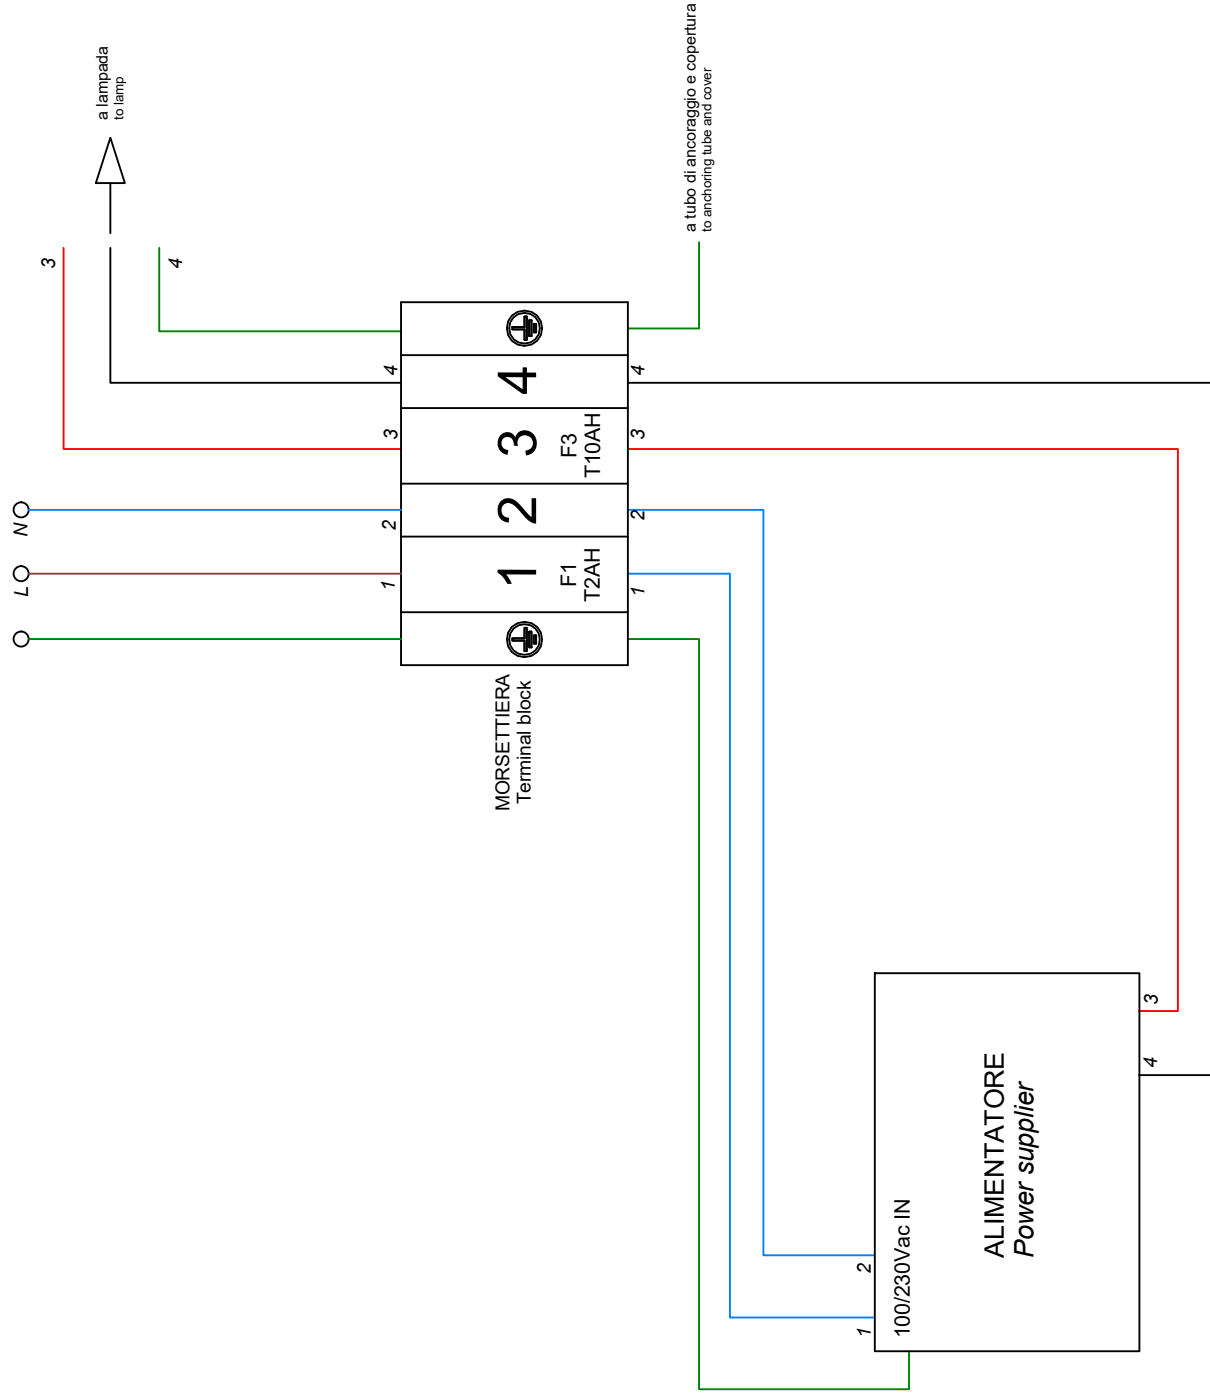 a lampada
to lamp
3
4
a tubo di ancoraggio e copertura
to anchoring tube and cover
N
L
4
3
2
1
4
3
2
1
F3
T10AH
F1
T2AH
4
3
2
1
MORSETTIERA
Terminal block
3
4
2
1
100/230Vac IN
ALIMENTATORE
Power supplier